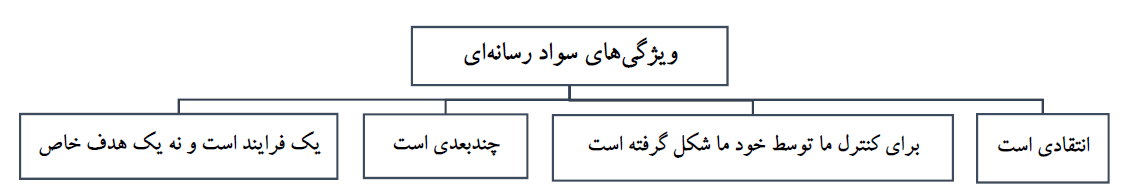 ویژگی‌های سواد رسانه‌ای
انتقادی است
برای کنترل ما توسط خود ما شکل گرفته است
چندبعدی است
یک فرایند است و نه یک هدف خاص